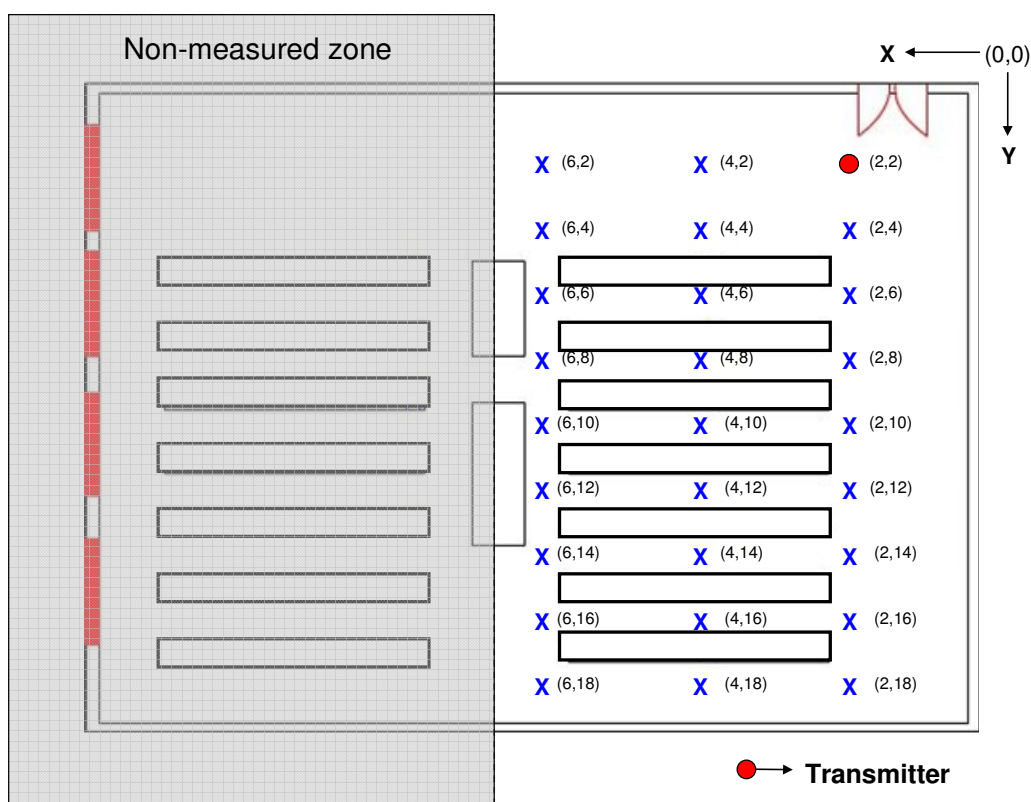 Non-measured zone
X (0,0)
Y
X (6,2) X (4,2) (2,2)
X (6,4) X (4,4) X (2,4)
X (6,6) X (4,6) X (2,6)
X (6,8) X (4,8) X (2,8)
X (6,10) X (4,10) X (2,10)
X (6,12) X (4,12) X (2,12)
X (6,14) X (4,14) X (2,14)
X (6,16) X (4,16) X (2,16)
X (6,18) X (4,18) X (2,18)
Transmitter